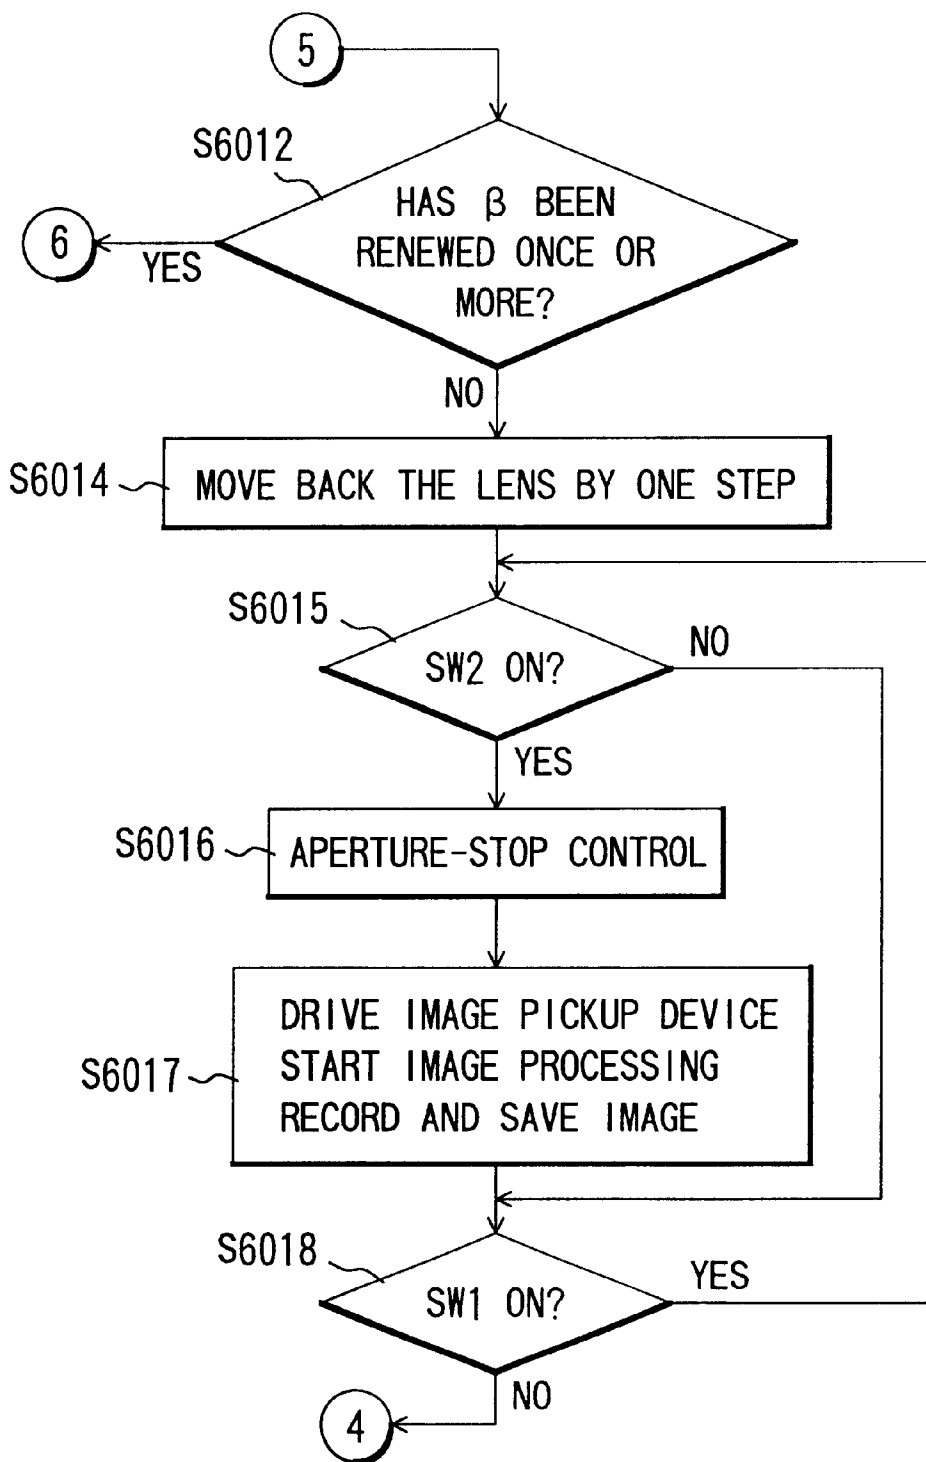 5
S6012
HAS β BEEN
RENEWED ONCE OR
MORE?
6
YES
NO
S6014
MOVE BACK THE LENS BY ONE STEP
S6015
SW2 ON?
NO
YES
S6016
APERTURE-STOP CONTROL
S6017
DRIVE IMAGE PICKUP DEVICE
START IMAGE PROCESSING
RECORD AND SAVE IMAGE
S6018
SW1 ON?
YES
NO
4